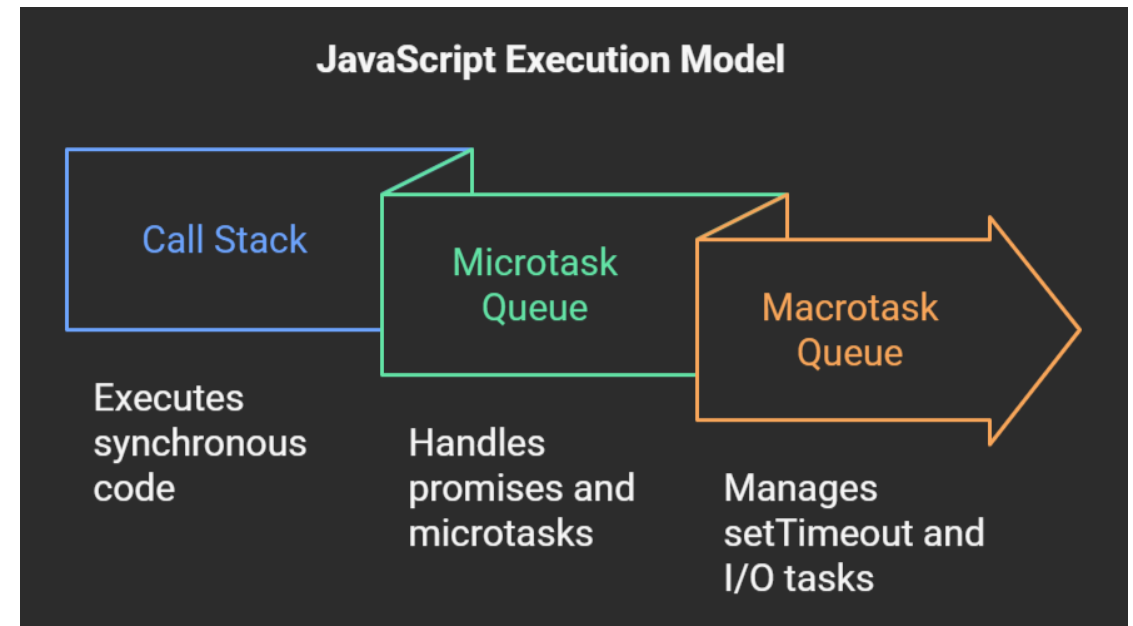 JavaScript Execution Model
Call Stack
Executes
synchronous
code
Microtask
Queue
Handles
promises and
microtasks
Macrotask
Queue
Manages
setTimeout and
I/O tasks